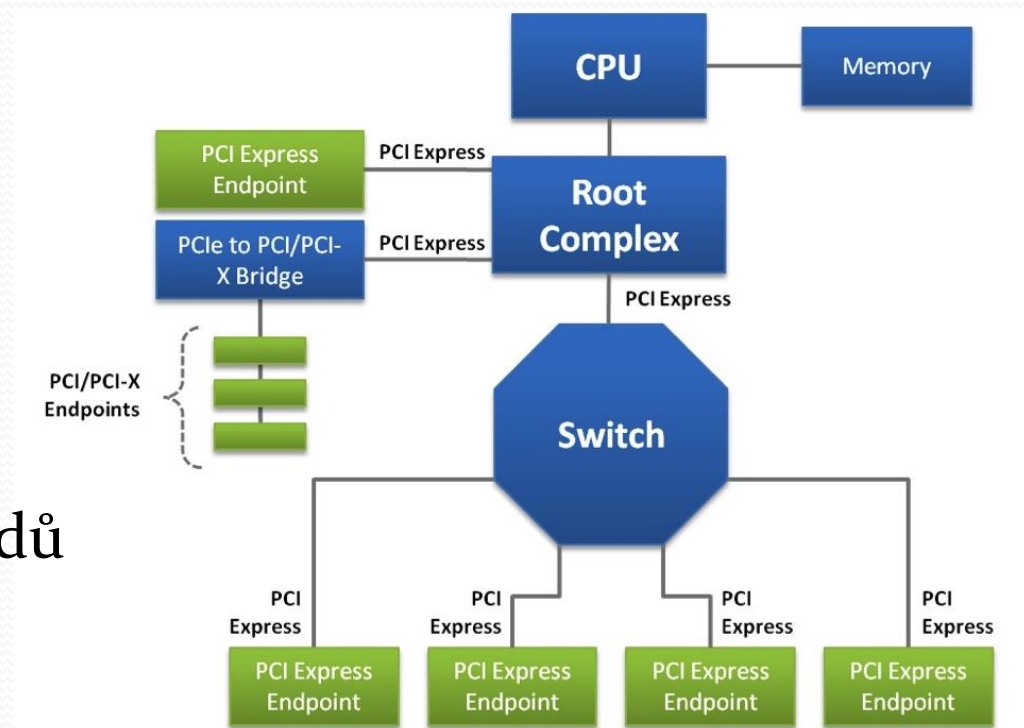 CPU
Memory
PCI Express
Endpoint
PCI Express
Root
Complex
PCIe to PCI/PCI-
X Bridge
PCI Express
PCI Express
PCI/PCI-X
Endpoints
Switch
dů
PCI
Express
PCI
Express
PCI
Express
PCI
Express
PCI Express
Endpoint
PCI Express
Endpoint
PCI Express
Endpoint
PCI Express
Endpoint